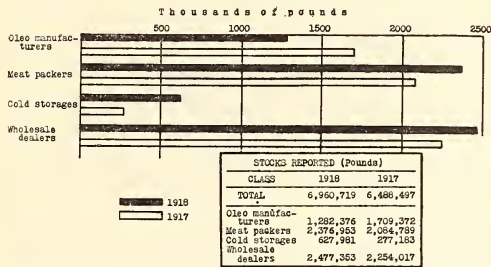 Thousands of pounds
500 1000 1500 2000 2500
Oleo manufac-
turers
Meat packers
Cold storages
Wholesale
dealers
1918
1917
STOCKS REPORTED (Pounds)
CLASS 1918 1917
TOTAL 6,960,719 6,488,497
Oleo manufac-
turers 1,282,376 1,709,372
Meat packers 2,376,953 2,084,789
Cold storages 627,981 277,183
Wholesale
dealers 2,477,353 2,254,017